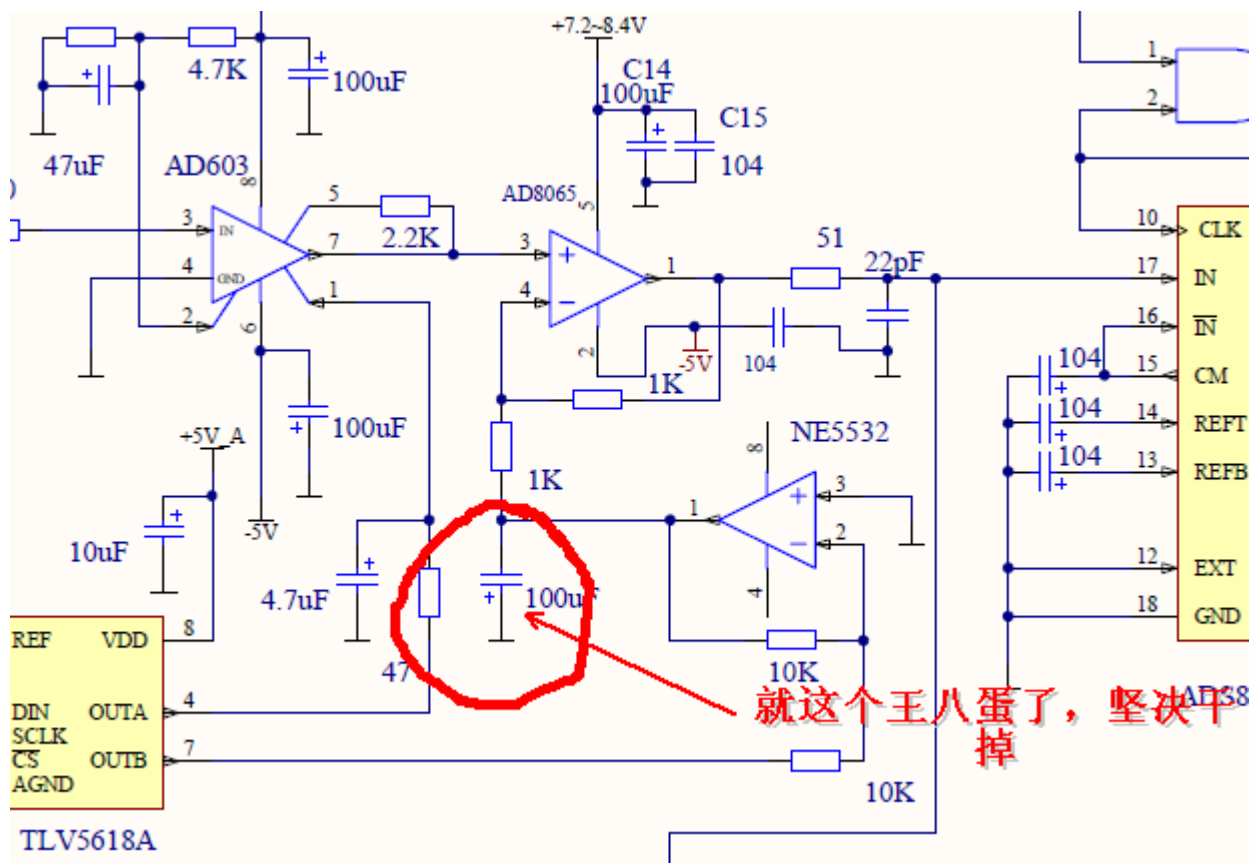 +7.2~8.4V
4.7K
100uF
C14
100uF
C15
104
47uF
AD603
AD8065
8
5
5
3
IN
7
2.2K
3
1
51
22pF
4
GND
1
4
2
6
2
-5V
104
1K
1
2
10
CLK
17
IN
16
IN
104
15
CM
104
14
REFT
104
13
REFB
12
EXT
18
GND
100uF
+5V_A
-5V
1K
NE5532
8
1
3
2
4
10uF
4.7uF
100uF
47
10K
REF
VDD
8
DIN
OUTA
4
SCLK
CS
OUTB
7
AGND
10K
TLV5618A
就这个王八蛋了，坚决干
掉